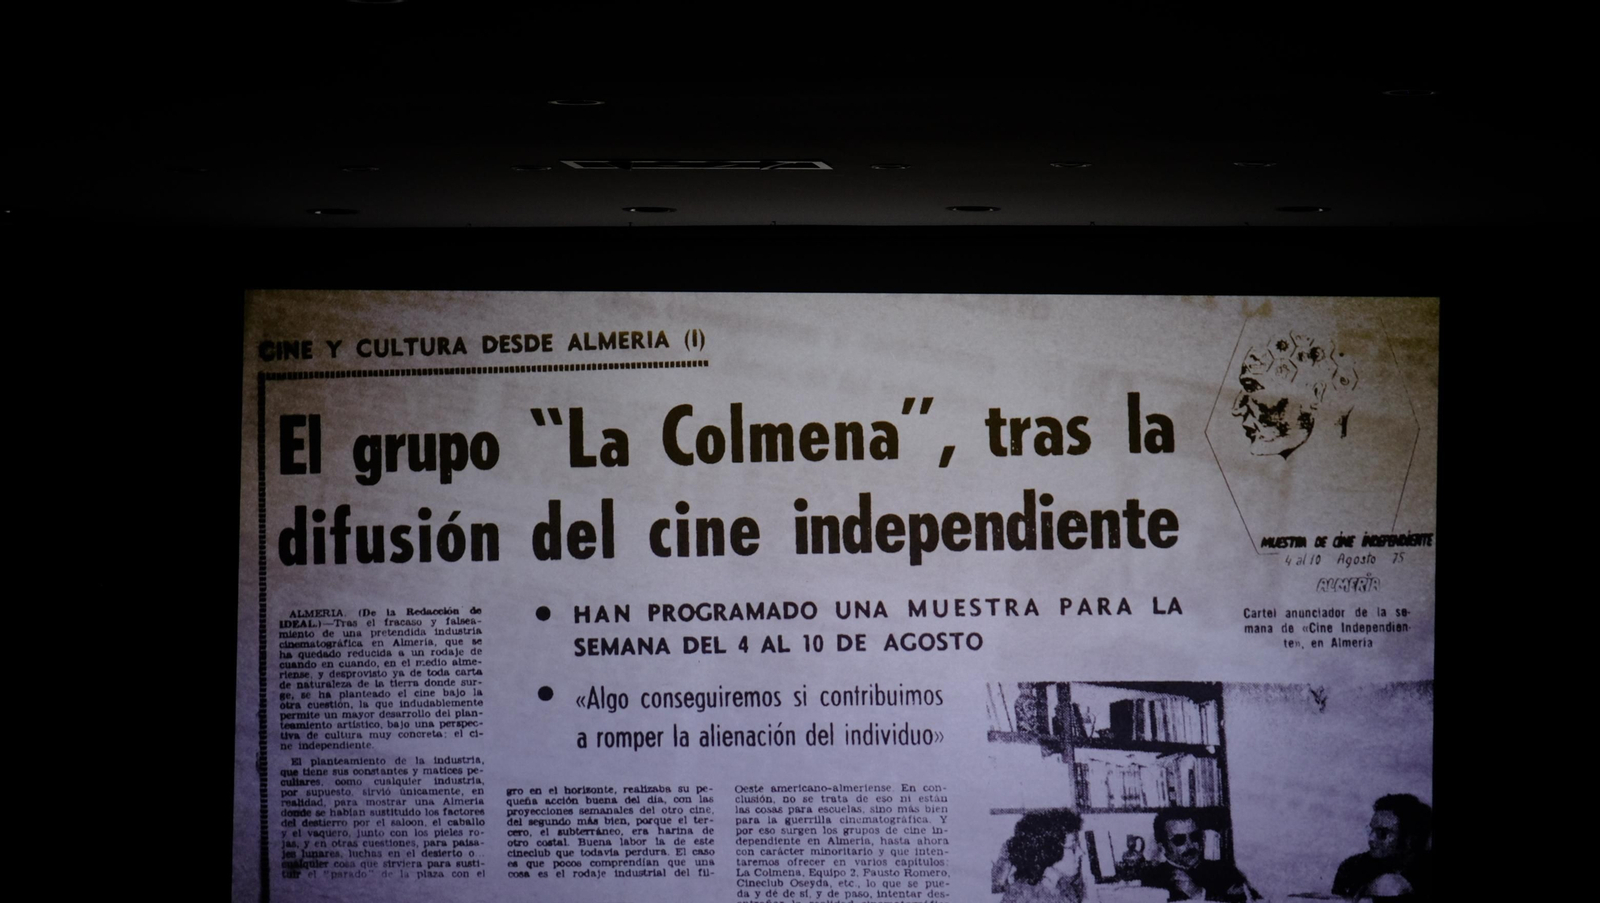 CINE Y CULTURA DESDE ALMERIA (I)
El grupo "La Colmena", tras la
difusión del cine independiente
MUESTRA DE CINE INDEPENDIENTE
4 al 10 Agosto 75
ALMERIA
Cartel anunciador de la se-
mana de «Cine Independien-
te», en Almería
● HAN PROGRAMADO UNA MUESTRA PARA LA
SEMANA DEL 4 AL 10 DE AGOSTO
● «Algo conseguiremos si contribuimos
a romper la alienación del individuo»
ALMERIA. (De la Redacción de
IDEAL.)—Tras el fracaso y falsea-
miento de una pretendida industria
cinematográfica en Almería, que se
ha quedado reducida a un rodaje de
cuando en cuando, en el medio alme-
riense, y desprovisto ya de toda carta
de naturaleza de la tierra donde sur-
ge, se ha planteado el cine bajo la
otra cuestión, la que indudablemente
permite un mayor desarrollo del plan-
teamiento artístico, bajo una perspec-
tiva de cultura muy concreta: el ci-
ne independiente.
El planteamiento de la industria,
que tiene sus constantes y matices pe-
culiares, como cualquier industria,
por supuesto, sirvió únicamente, en
realidad, para mostrar una Almería
donde se habían sustituido los factores
del destierro por el saloon, el caballo
y el vaquero, junto con los pieles ro-
jas, y en otras cuestiones, para paisa-
jes lunares, luchas en el desierto o
cualquier cosa que sirviera para susti-
tuir el "parado" de la plaza con el
gro en el horizonte, realizaba su pe-
queña acción buena del día, con las
proyecciones semanales del otro cine,
del segundo más bien, porque el ter-
cero, el subterráneo, era harina de
otro costal. Buena labor la de este
cineclub que todavía perdura. El caso
es que pocos comprendían que una
cosa es el rodaje industrial del fil-
Oeste americano-almeriense. En con-
clusión, no se trata de eso ni están
las cosas para escuelas, sino más bien
para la guerrilla cinematográfica. Y
por eso surgen los grupos de cine in-
dependiente en Almería, hasta ahora
con carácter minoritario y que inten-
taremos ofrecer en varios capítulos:
La Colmena, Equipo 2, Fausto Romero,
Cineclub Oseyda, etc., lo que se pue-
da y dé de sí, y de paso, intentar des-